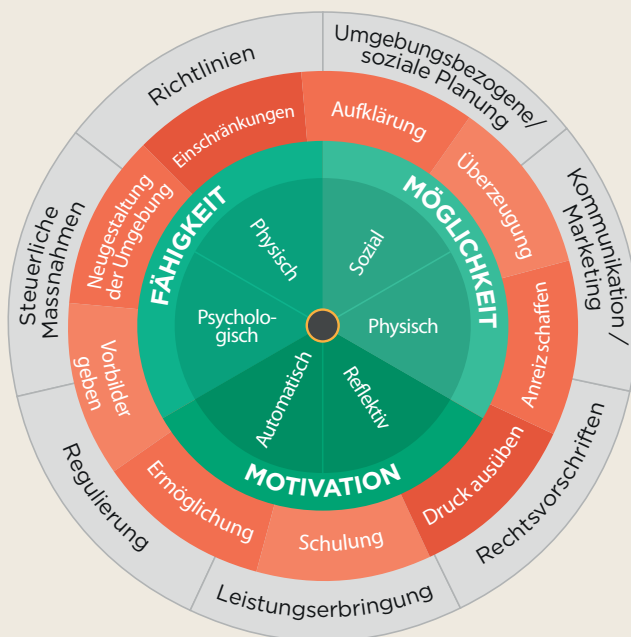 Umgebungsbezogene/
soziale Planung
Kommunikation /
Marketing
Rechtsvorschriften
Leistungserbringung
Regulierung
Steuerliche
Massnahmen
Richtlinien
Aufklärung
Überzeugung
Anreiz schaffen
Druck ausüben
Schulung
Ermöglichung
Vorbilder
geben
Neugestaltung
der Umgebung
Einschränkungen
FÄHIGKEIT
MÖGLICHKEIT
MOTIVATION
Physisch
Sozial
Psycholo-
gisch
Physisch
Automatisch
Reflektiv